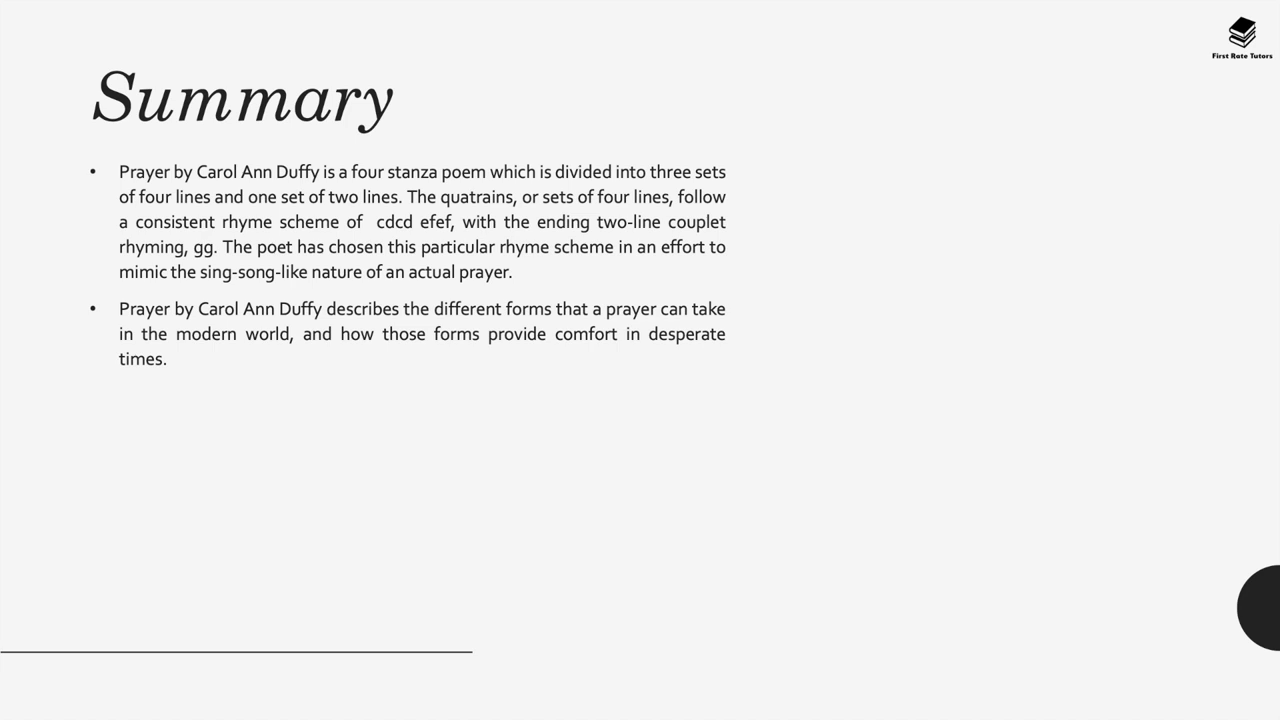 First Rate Tutors
Summary
• Prayer by Carol Ann Duffy is a four stanza poem which is divided into three sets
of four lines and one set of two lines. The quatrains, or sets of four lines, follow
a consistent rhyme scheme of  cdcd efef, with the ending two-line couplet
rhyming, gg. The poet has chosen this particular rhyme scheme in an effort to
mimic the sing-song-like nature of an actual prayer.
• Prayer by Carol Ann Duffy describes the different forms that a prayer can take
in the modern world, and how those forms provide comfort in desperate
times.